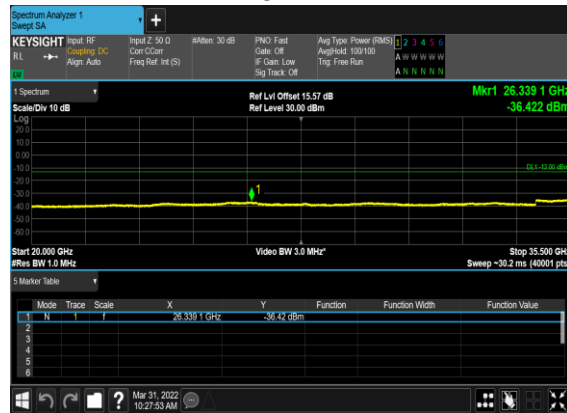 Spectrum Analyzer 1
Swept SA
+
KEYSIGHT
RL
LW
Input: RF
Coupling: DC
Align: Auto
Input Z: 50 Ω
Corr CCorr
Freq Ref: Int (S)
#Atten: 30 dB
PNO: Fast
Gate: Off
IF Gain: Low
Sig Track: Off
Avg Type: Power (RMS)
Avg|Hold: 100/100
Trig: Free Run
1 2 3 4 5 6
A W W W W W
A N N N N N
1 Spectrum
Scale/Div 10 dB
Ref Lvl Offset 15.57 dB
Ref Level 30.00 dBm
Mkr1 26.339 1 GHz
-36.422 dBm
Log
20.0
10.0
0.00
-10.0
-20.0
-30.0
-40.0
-50.0
-60.0
DL1 -13.00 dBm
1
Start 20.000 GHz
#Res BW 1.0 MHz
Video BW 3.0 MHz*
Stop 35.500 GHz
Sweep ~30.2 ms (40001 pts
5 Marker Table
Mode Trace Scale X Y Function Function Width Function Value
1 N 1 f 26.339 1 GHz -36.42 dBm
2
3
4
5
6
?
Mar 31, 2022
10:27:53 AM